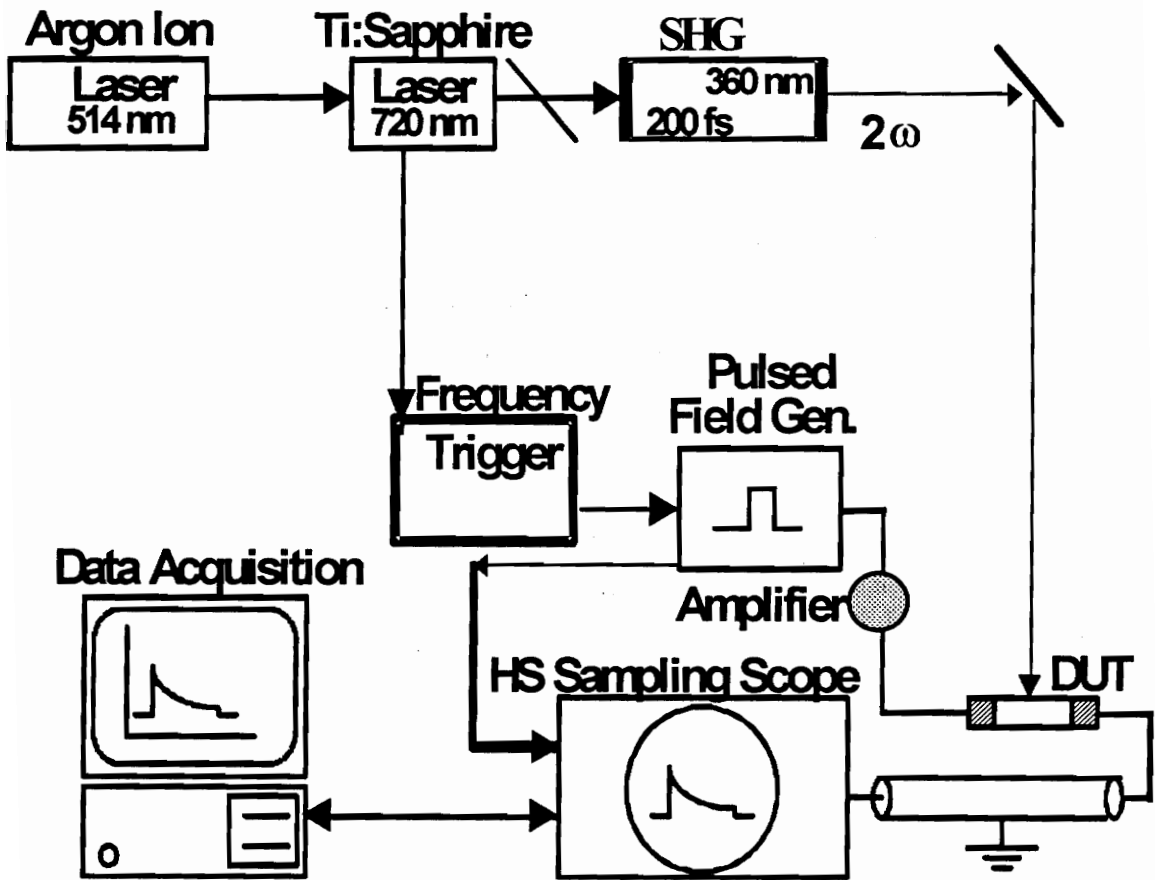 Argon Ion
Laser
514 nm
Ti:Sapphire
Laser
720 nm
SHG
360 nm
200 fs
2ω
Frequency
Trigger
Pulsed
Field Gen.
Data Acquisition
Amplifier
HS Sampling Scope
DUT